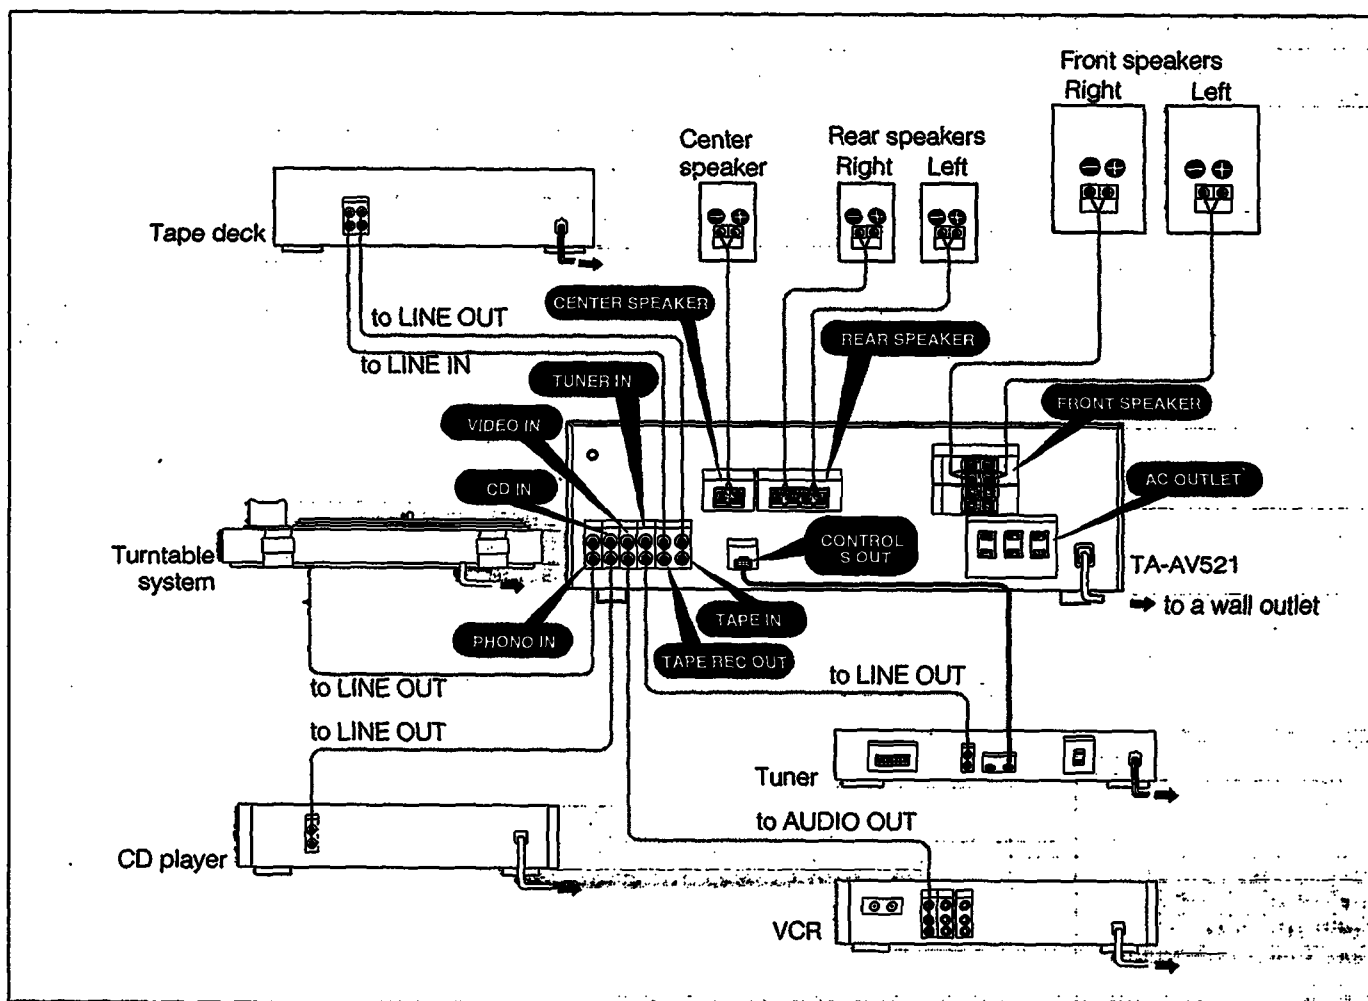 Front speakers
Right Left
Center
speaker
Rear speakers
Right Left
Tape deck
CENTER SPEAKER
to LINE OUT
REAR SPEAKER
to LINE IN
TUNER IN
FRONT SPEAKER
VIDEO IN
AC OUTLET
CD IN
CONTROL
S OUT
Turntable
system
TA-AV521
to a wall outlet
TAPE IN
PHONO IN
TAPE REC OUT
to LINE OUT
to LINE OUT
to LINE OUT
Tuner
to AUDIO OUT
CD player
VCR